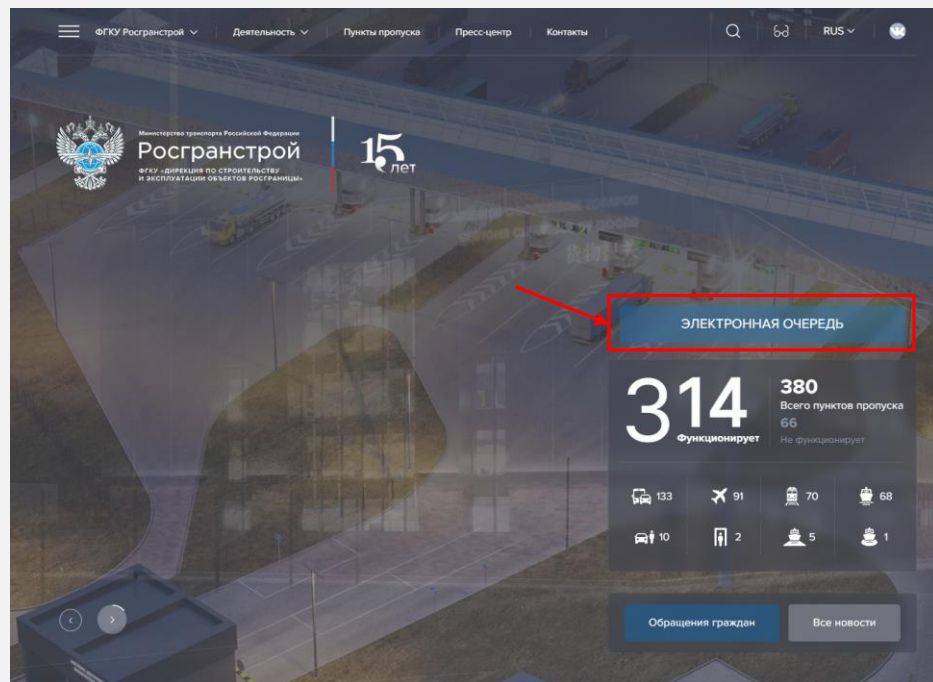 ФГКУ Росгранстрой
Деятельность
Пункты пропуска
Пресс-центр
Контакты
RUS
Министерство транспорта Российской Федерации
Росгранстрой
ФГКУ «ДИРЕКЦИЯ ПО СТРОИТЕЛЬСТВУ
И ЭКСПЛУАТАЦИИ ОБЪЕКТОВ РОСГРАНИЦЫ»
15 лет
ЭЛЕКТРОННАЯ ОЧЕРЕДЬ
314
Функционирует
380
Всего пунктов пропуска
66
Не функционирует
133
91
70
68
10
2
5
1
Обращения граждан
Все новости